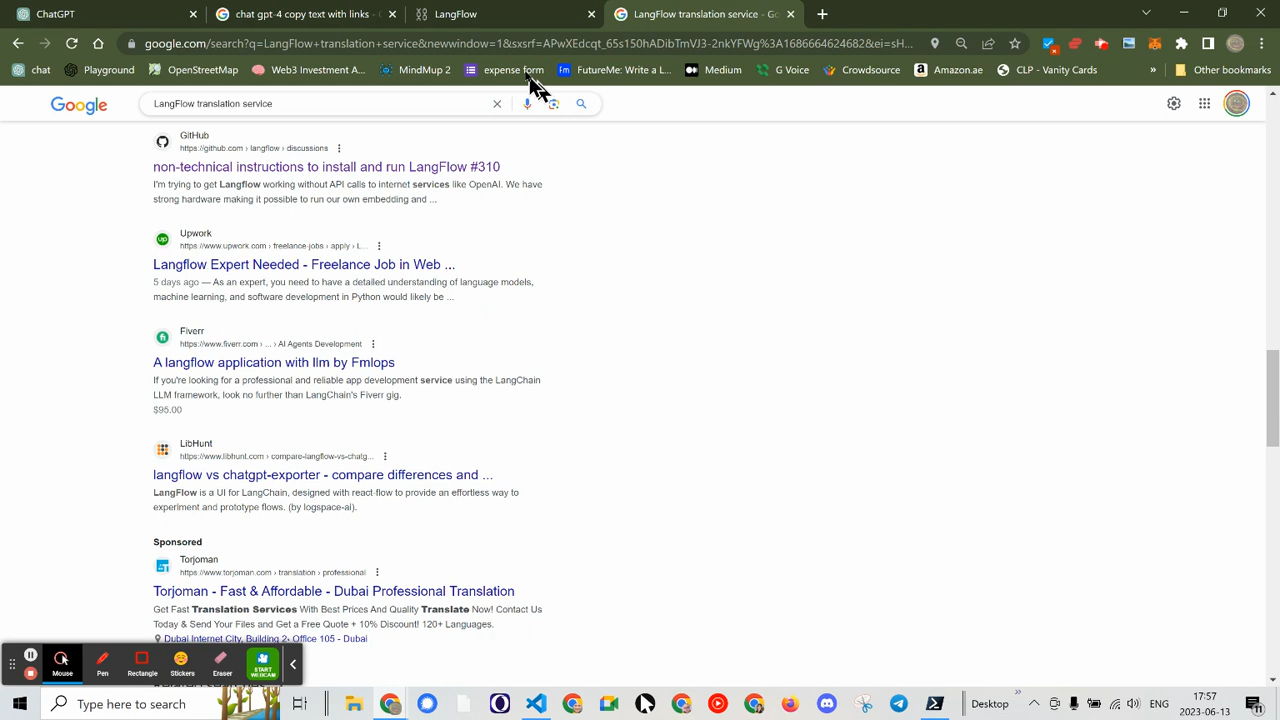 ChatGPT
chat gpt translation -
LangFlow
LangFlow translation service - Go
google.com/search?q=LangFlow+translation+service&newwindow=1&sxsrf=APwXEdcqt_65s150hADibTmVJ3-2nkYFWg%3A1686664624682&ei=sH...
chat
PlayGround
OpenSourceGPT
Web3 Investment A...
MindMup 2
expense form
FutureMe: Write a L...
Medium
G Voice
Crackboard
Amazon.ae
CLP - Vanity Cards
»
Other bookmarks
Google
LangFlow translation service
GitHub
https://github.com › langflow › discussions
non-technical instructions to install and run LangFlow #310
I'm trying to get Langflow working without API calls to internet services like OpenAI. We have
strong hardware making it possible to run our own embedding and ...
Upwork
https://www.upwork.com › freelance-jobs › apply › L...
Langflow Expert Needed - Freelance Job in Web ...
5 days ago — As an expert, you need to have a detailed understanding of language models,
machine learning, and software development in Python would likely be ...
Fiverr
https://www.fiverr.com › ... › AI Agents Development
A langflow application with llm by Fmlops
If you're looking for a professional and reliable app development service using the LangChain
LLM framework, look no further than LangChain's Fiverr gig.
$95.00
LibHunt
https://www.libhunt.com › compare-langflow-vs-chatg...
langflow vs chatgpt-exporter - compare differences and ...
LangFlow is a UI for LangChain, designed with react-flow to provide an effortless way to
experiment and prototype flows. (by logspace-ai).
Sponsored
Torjoman
https://www.torjoman.com › translation › professional
Torjoman - Fast & Affordable - Dubai Professional Translation
Get Fast Translation Services With Best Prices And Quality Translate Now! Contact Us
Today & Send Your Files and Get a Free Quote + 10% Discount! 120+ Languages.
Dubai Internet City, Building 2- Office 105 - Dubai
Mouse
Pen
Rectangle
Stickers
Eraser
START
WEBCAM
Type here to search
Desktop
ENG
17:57
2023-06-13